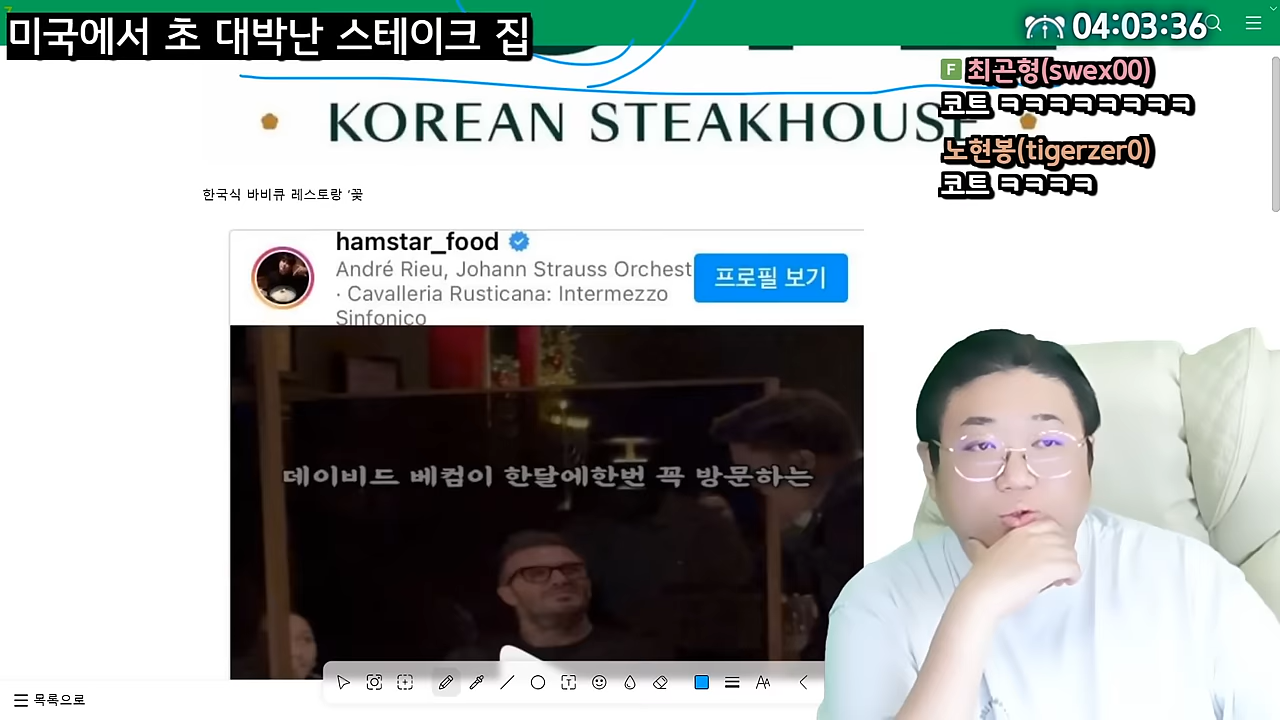 미국에서 초 대박난 스테이크 집
04:03:36
F 최곤형(swex00)
코트 ㅋㅋㅋㅋㅋㅋㅋㅋ
노현봉(tigerzer0)
코트 ㅋㅋㅋㅋ
KOREAN STEAKHOUSE
한국식 바비큐 레스토랑 '꽃
hamstar_food
André Rieu, Johann Strauss Orchest
· Cavalleria Rusticana: Intermezzo
Sinfonico
프로필 보기
데이비드 베컴이 한달에한번 꼭 방문하는
목록으로